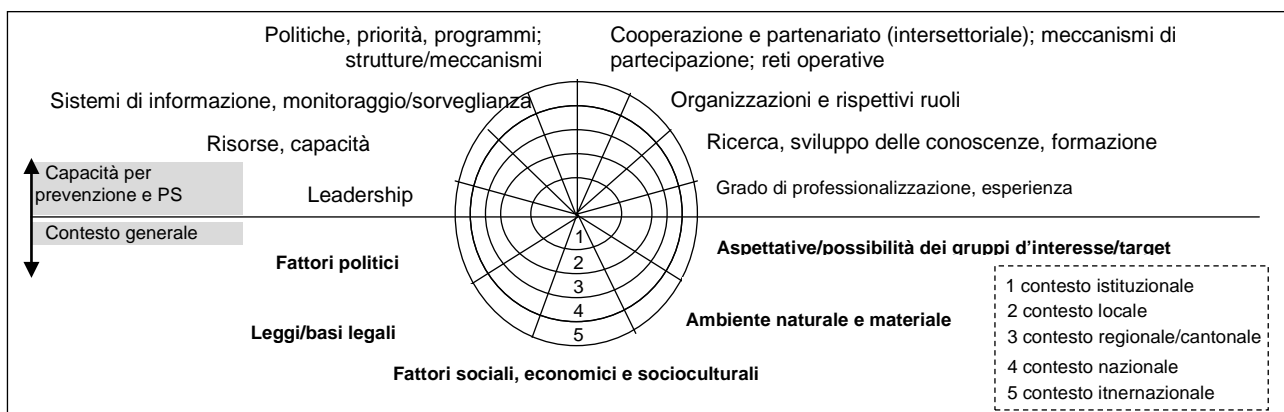 Politiche, priorità, programmi;
strutture/meccanismi
Cooperazione e partenariato (intersettoriale); meccanismi di
partecipazione; reti operative
Sistemi di informazione, monitoraggio/sorveglianza
Organizzazioni e rispettivi ruoli
Risorse, capacità
Ricerca, sviluppo delle conoscenze, formazione
Capacità per
prevenzione e PS
Leadership
Grado di professionalizzazione, esperienza
Contesto generale
1
2
3
4
5
Fattori politici
Aspettative/possibilità dei gruppi d'interesse/target
Leggi/basi legali
Ambiente naturale e materiale
Fattori sociali, economici e socioculturali
1 contesto istituzionale
2 contesto locale
3 contesto regionale/cantonale
4 contesto nazionale
5 contesto itnernazionale